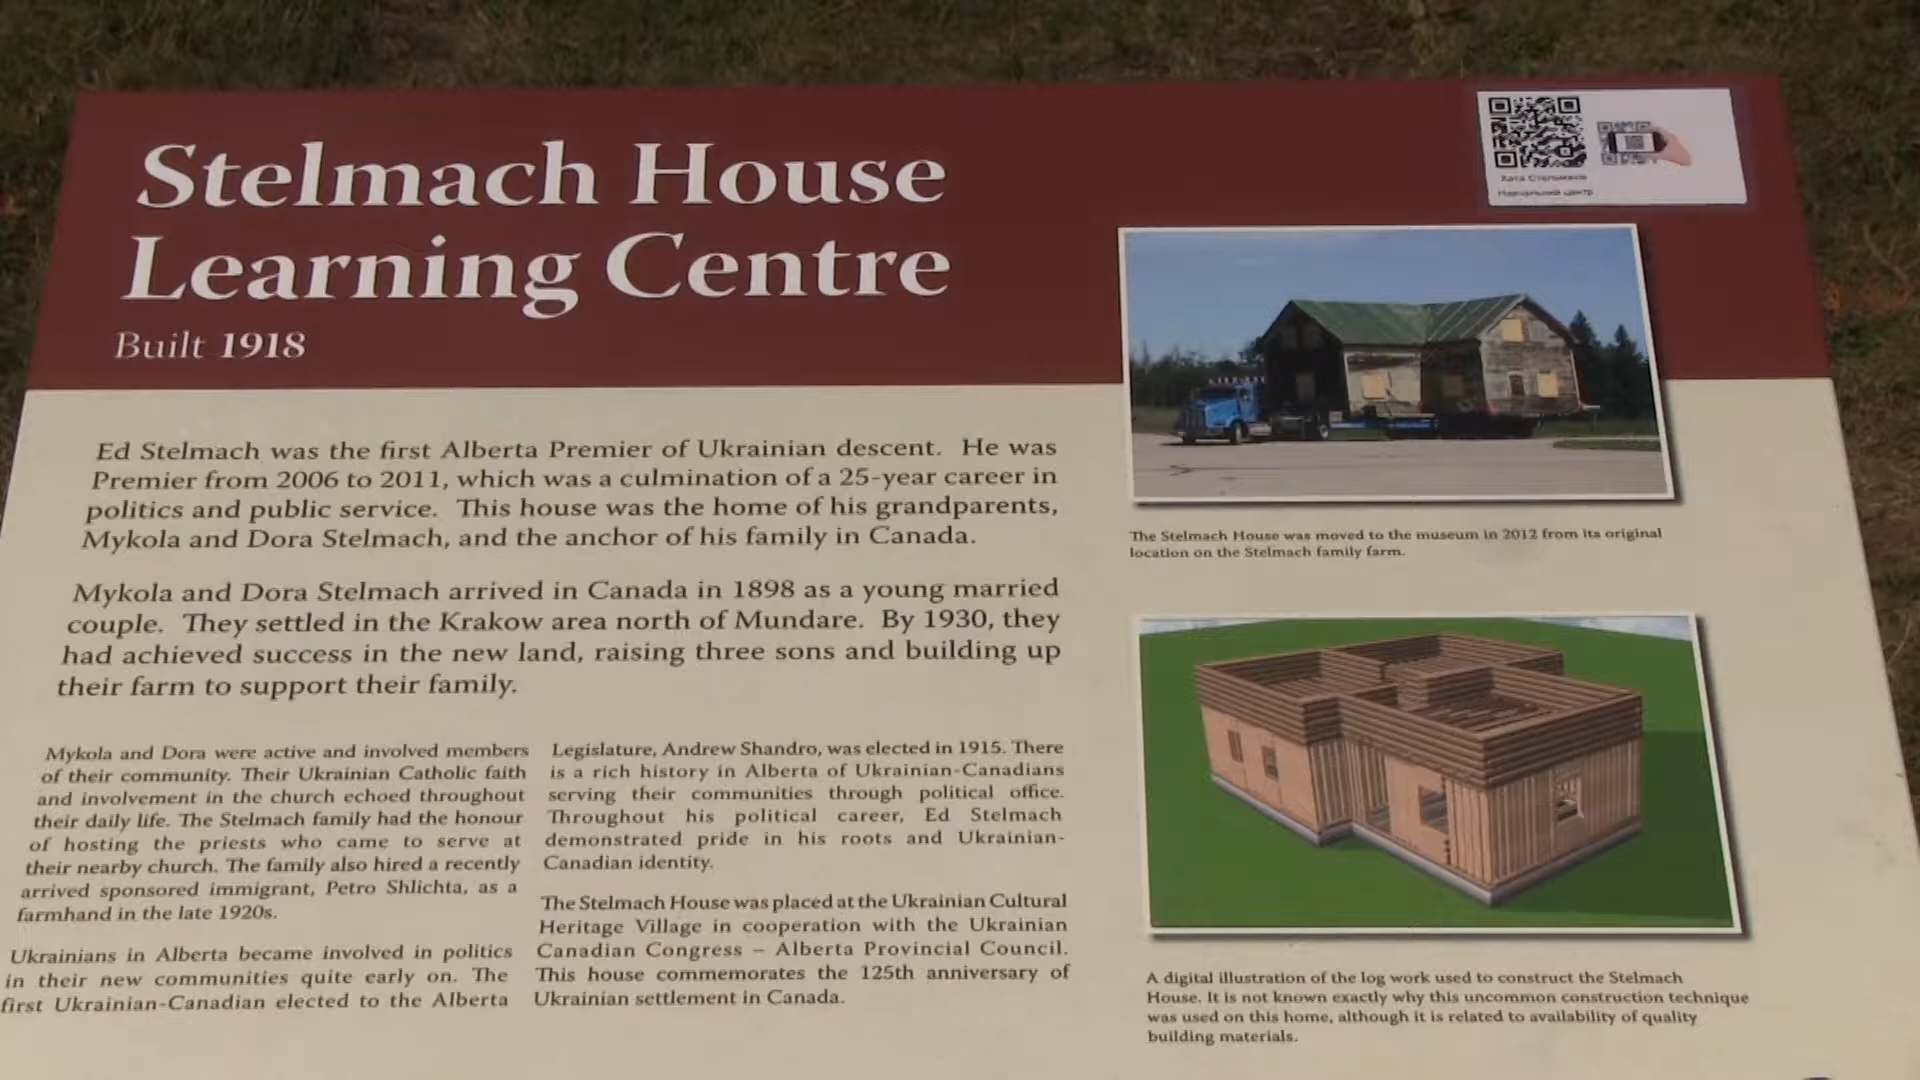 Stelmach House
Learning Centre
Built 1918
Хата Стельмахів
Навчальний центр
Ed Stelmach was the first Alberta Premier of Ukrainian descent. He was
Premier from 2006 to 2011, which was a culmination of a 25-year career in
politics and public service. This house was the home of his grandparents,
Mykola and Dora Stelmach, and the anchor of his family in Canada.
Mykola and Dora Stelmach arrived in Canada in 1898 as a young married
couple. They settled in the Krakow area north of Mundare. By 1930, they
had achieved success in the new land, raising three sons and building up
their farm to support their family.
Mykola and Dora were active and involved members
of their community. Their Ukrainian Catholic faith
and involvement in the church echoed throughout
their daily life. The Stelmach family had the honour
of hosting the priests who came to serve at
their nearby church. The family also hired a recently
arrived sponsored immigrant, Petro Shlichta, as a
farmhand in the late 1920s.
Ukrainians in Alberta became involved in politics
in their new communities quite early on. The
first Ukrainian-Canadian elected to the Alberta
Legislature, Andrew Shandro, was elected in 1915. There
is a rich history in Alberta of Ukrainian-Canadians
serving their communities through political office.
Throughout his political career, Ed Stelmach
demonstrated pride in his roots and Ukrainian-
Canadian identity.
The Stelmach House was placed at the Ukrainian Cultural
Heritage Village in cooperation with the Ukrainian
Canadian Congress – Alberta Provincial Council.
This house commemorates the 125th anniversary of
Ukrainian settlement in Canada.
The Stelmach House was moved to the museum in 2012 from its original
location on the Stelmach family farm.
A digital illustration of the log work used to construct the Stelmach
House. It is not known exactly why this uncommon construction technique
was used on this home, although it is related to availability of quality
building materials.